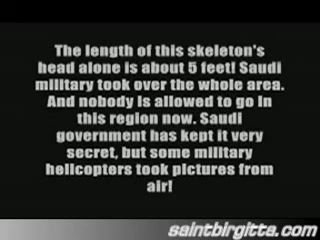 The length of this skeleton's
head alone is about 5 feet! Saudi
military took over the whole area.
And nobody is allowed to go in
this region now. Saudi
government has kept it very
secret, but some military
helicopters took pictures from
air!
saintbirgitta.com